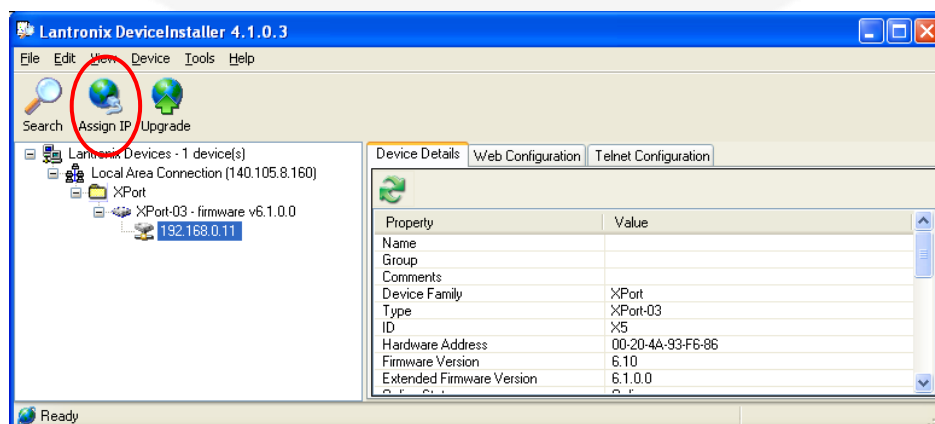 Lantronix DeviceInstaller 4.1.0.3
File Edit View Device Tools Help
Search Assign IP Upgrade
Lantronix Devices - 1 device(s)
Local Area Connection (140.105.8.160)
XPort
XPort-03 - firmware v6.1.0.0
192.168.0.11
Device Details Web Configuration Telnet Configuration
Property Value
Name
Group
Comments
Device Family XPort
Type XPort-03
ID X5
Hardware Address 00-20-4A-93-F6-86
Firmware Version 6.10
Extended Firmware Version 6.1.0.0
Ready